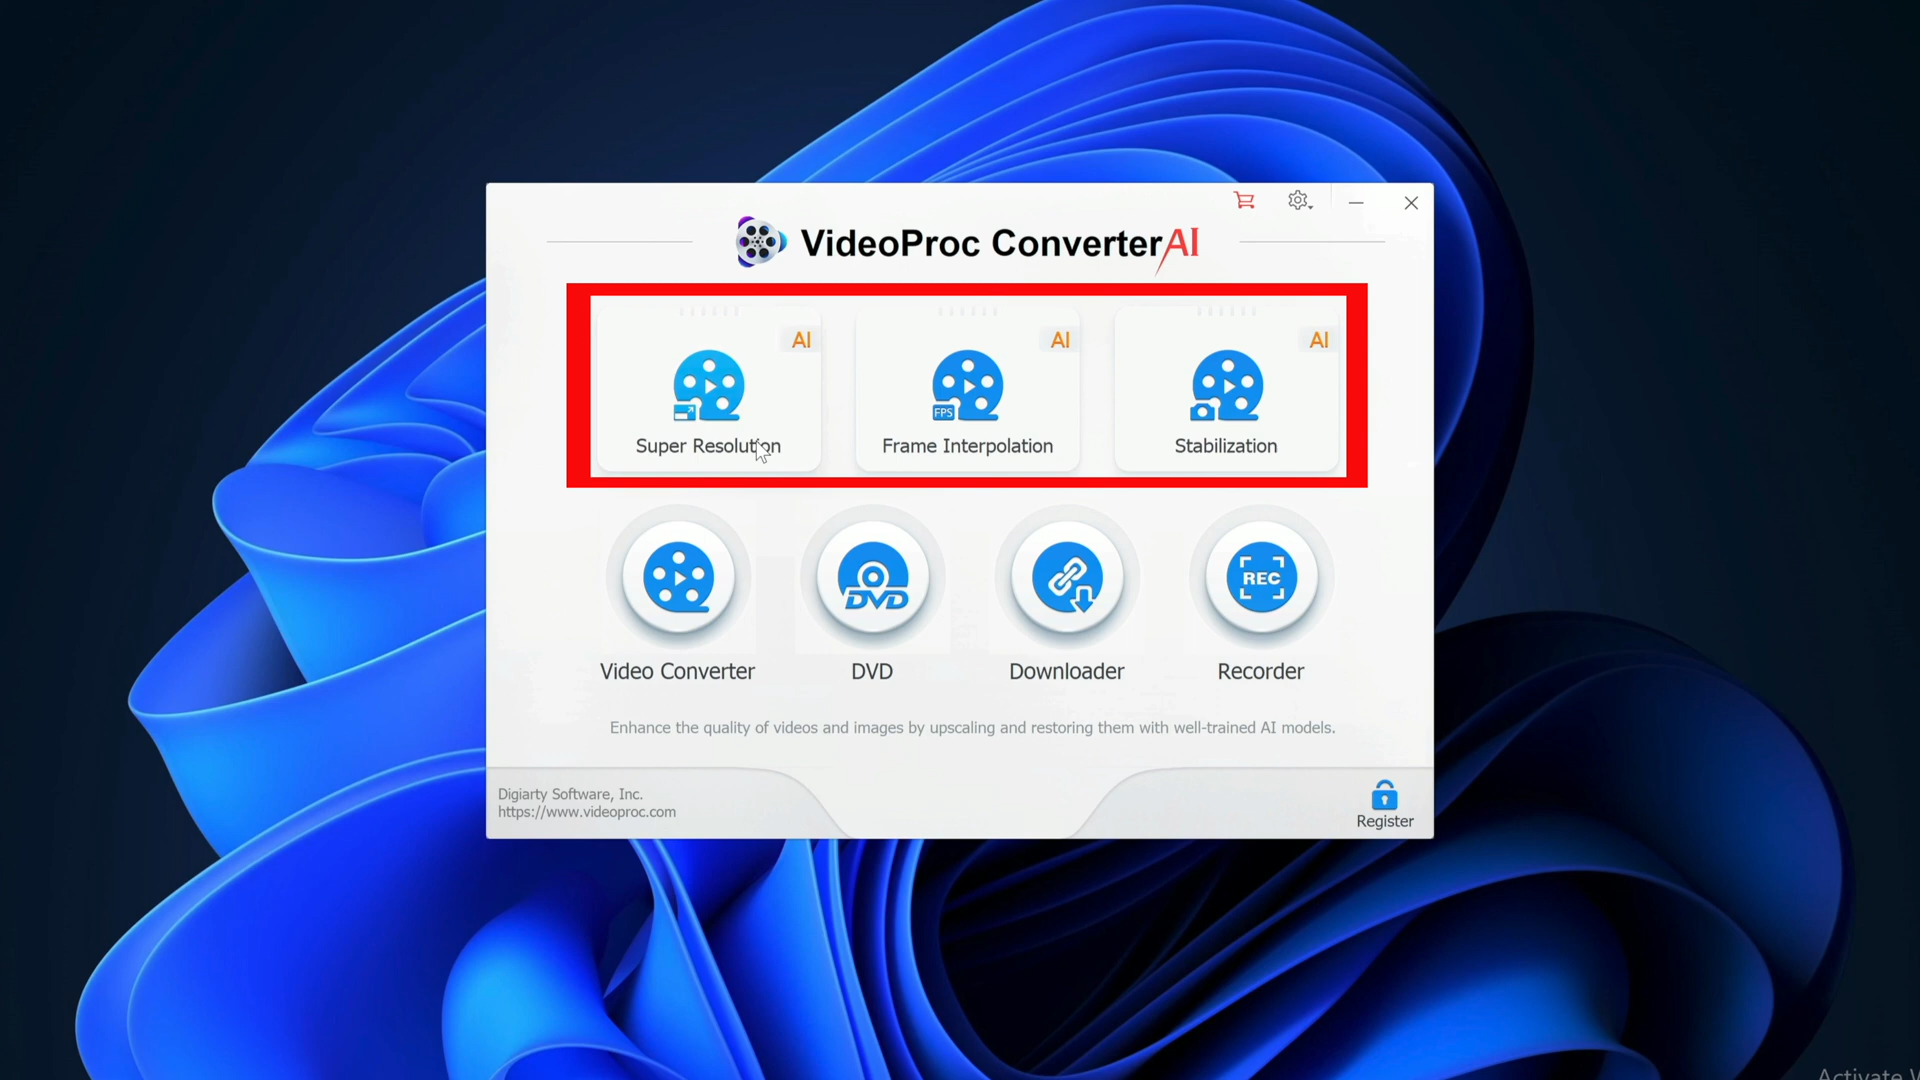 VideoProc ConverterAI
AI
AI
AI
FPS
Super Resolution
Frame Interpolation
Stabilization
DVD
REC
Video Converter
DVD
Downloader
Recorder
Enhance the quality of videos and images by upscaling and restoring them with well-trained AI models.
Digiarty Software, Inc.
https://www.videoproc.com
Register
Activate W